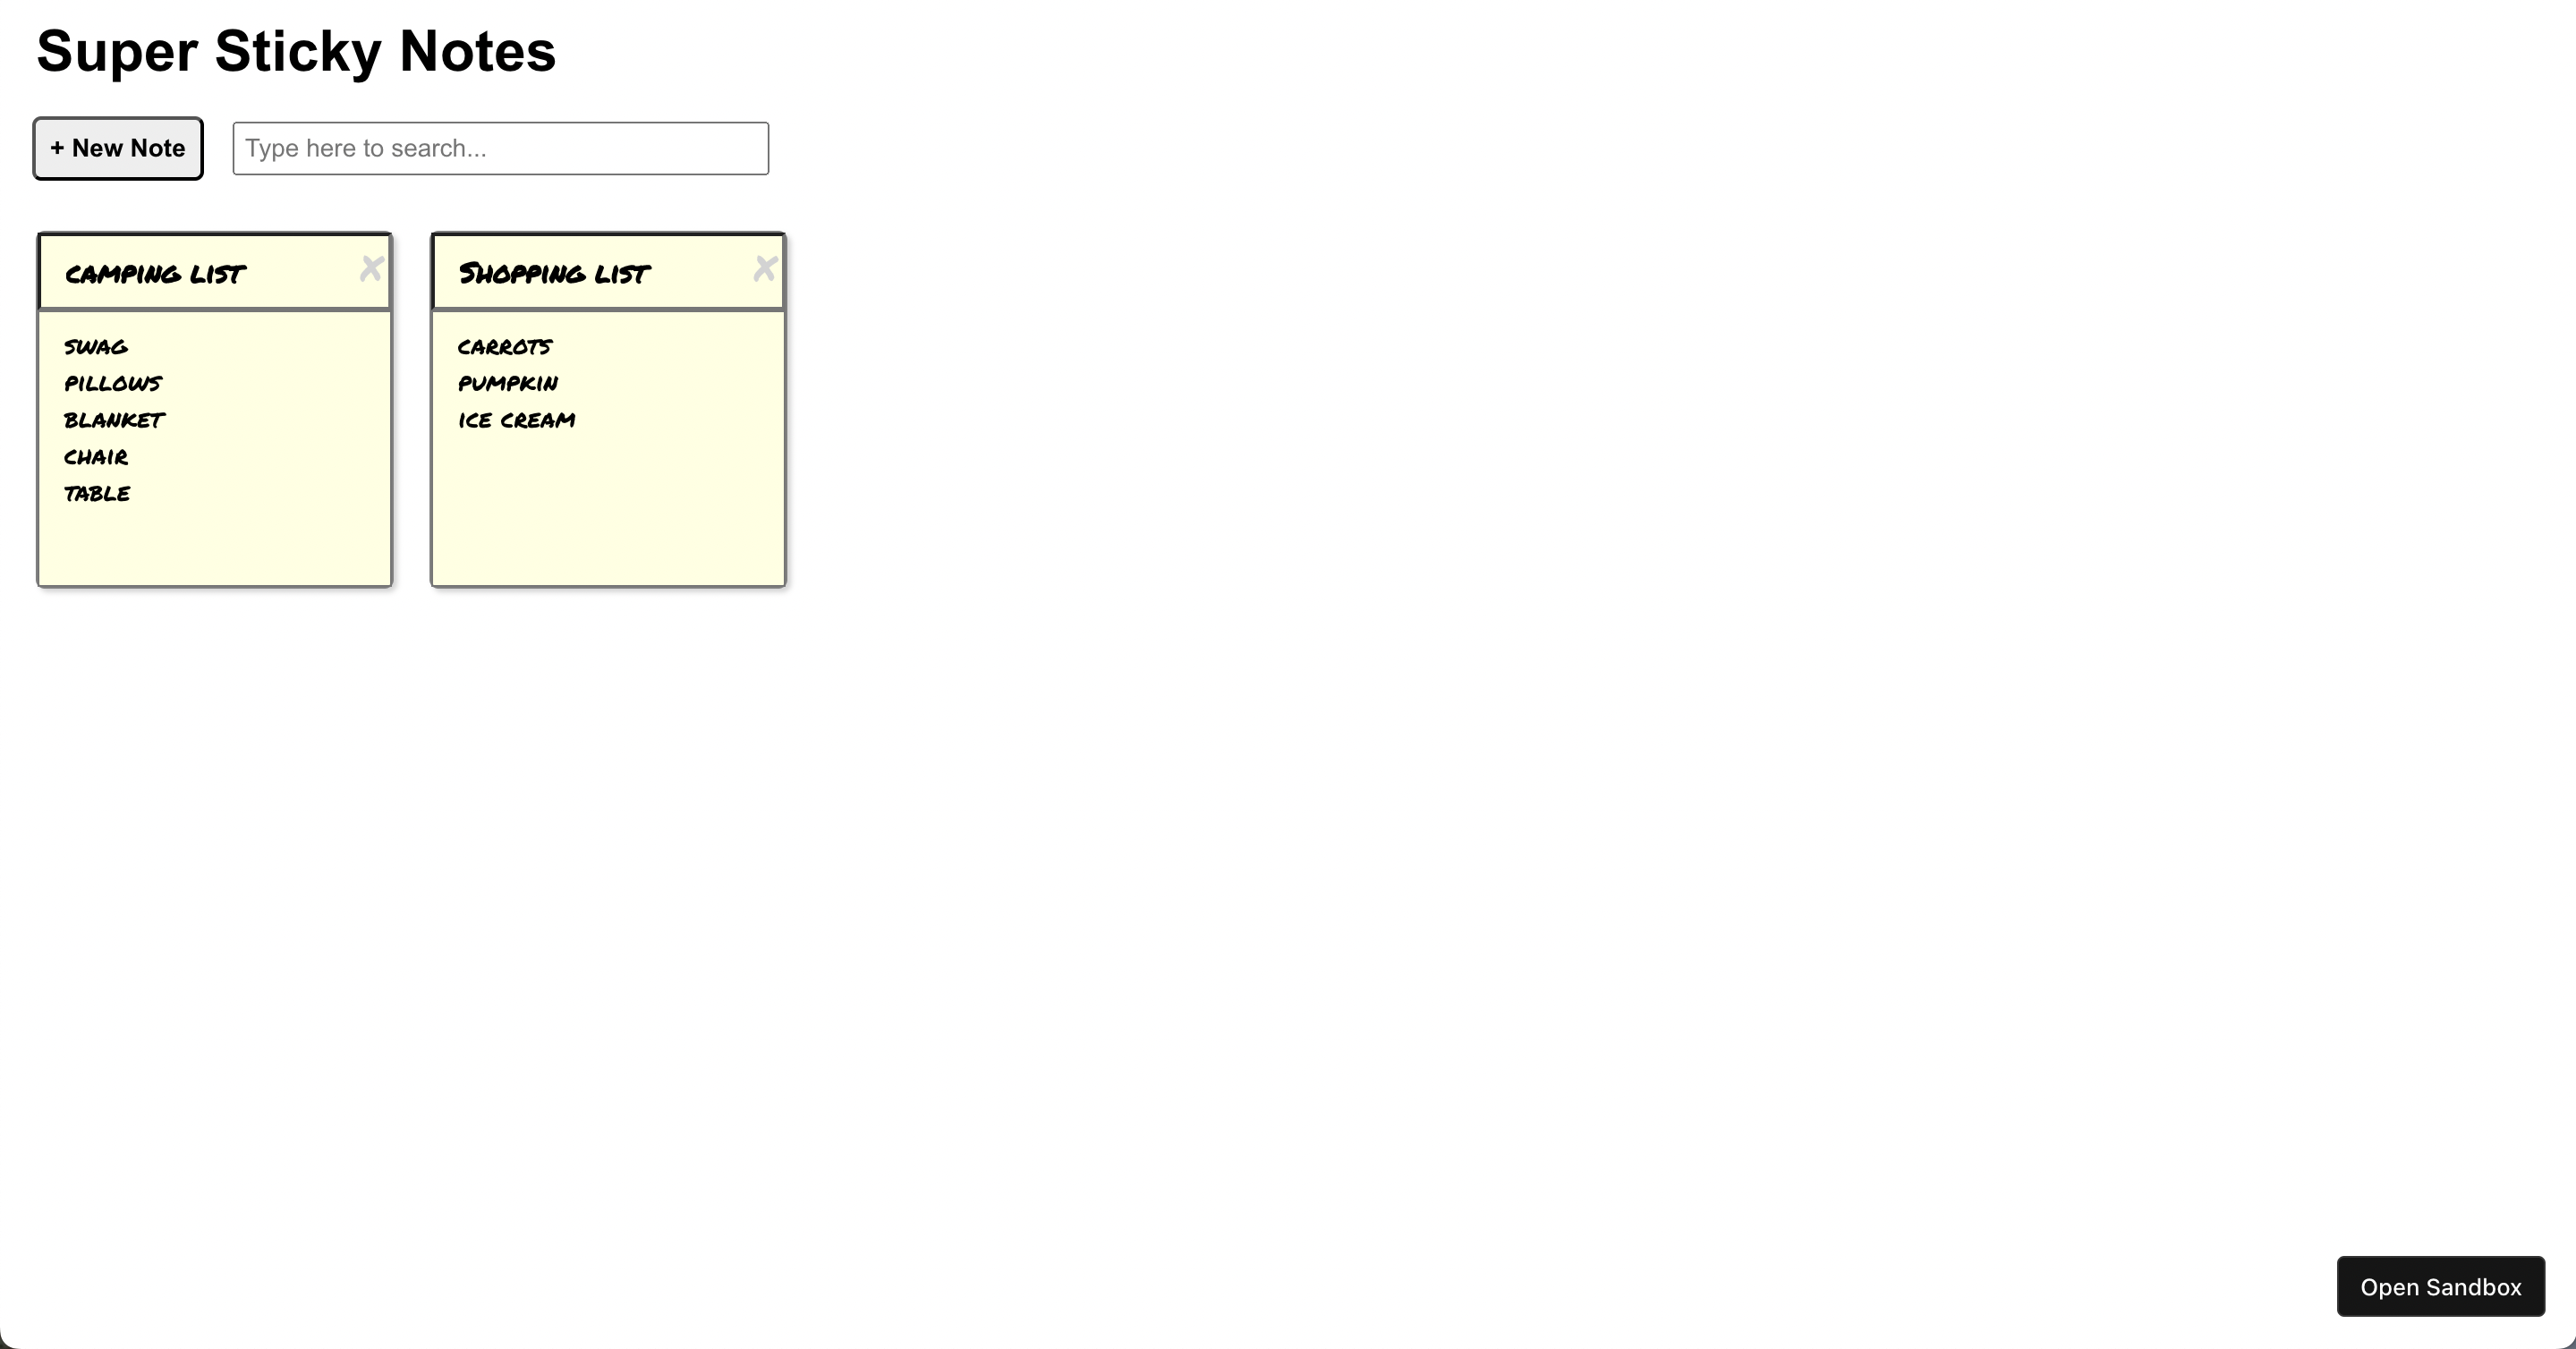 Super Sticky Notes
+ New Note
Type here to search...
CAMPING LIST
SWAG
PILLOWS
BLANKET
CHAIR
TABLE
SHOPPING LIST
CARROTS
PUMPKIN
ICE CREAM
Open Sandbox